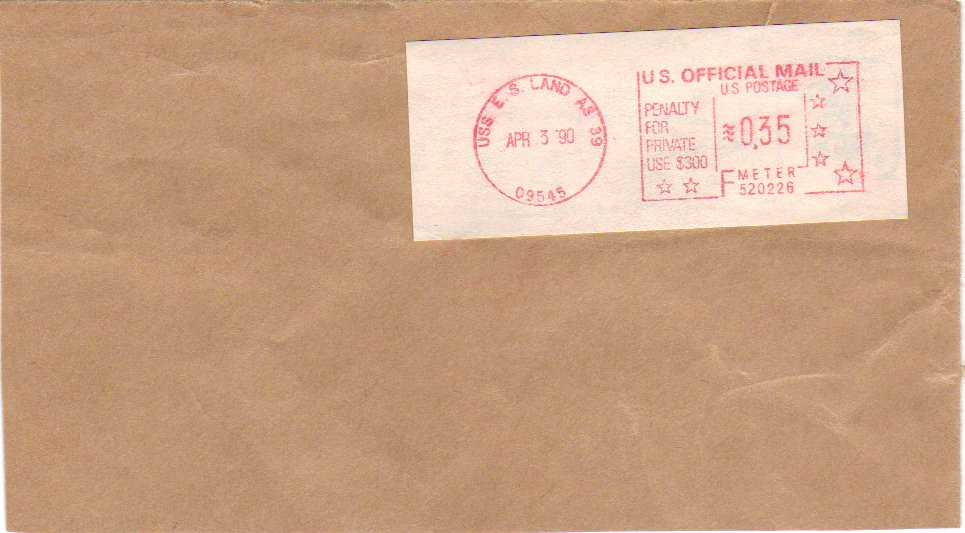 USS E. S. LAND AS 39
APR 3 '90
09545
U.S. OFFICIAL MAIL
U.S. POSTAGE
PENALTY
FOR
PRIVATE
USE $300
0.35
METER
520226